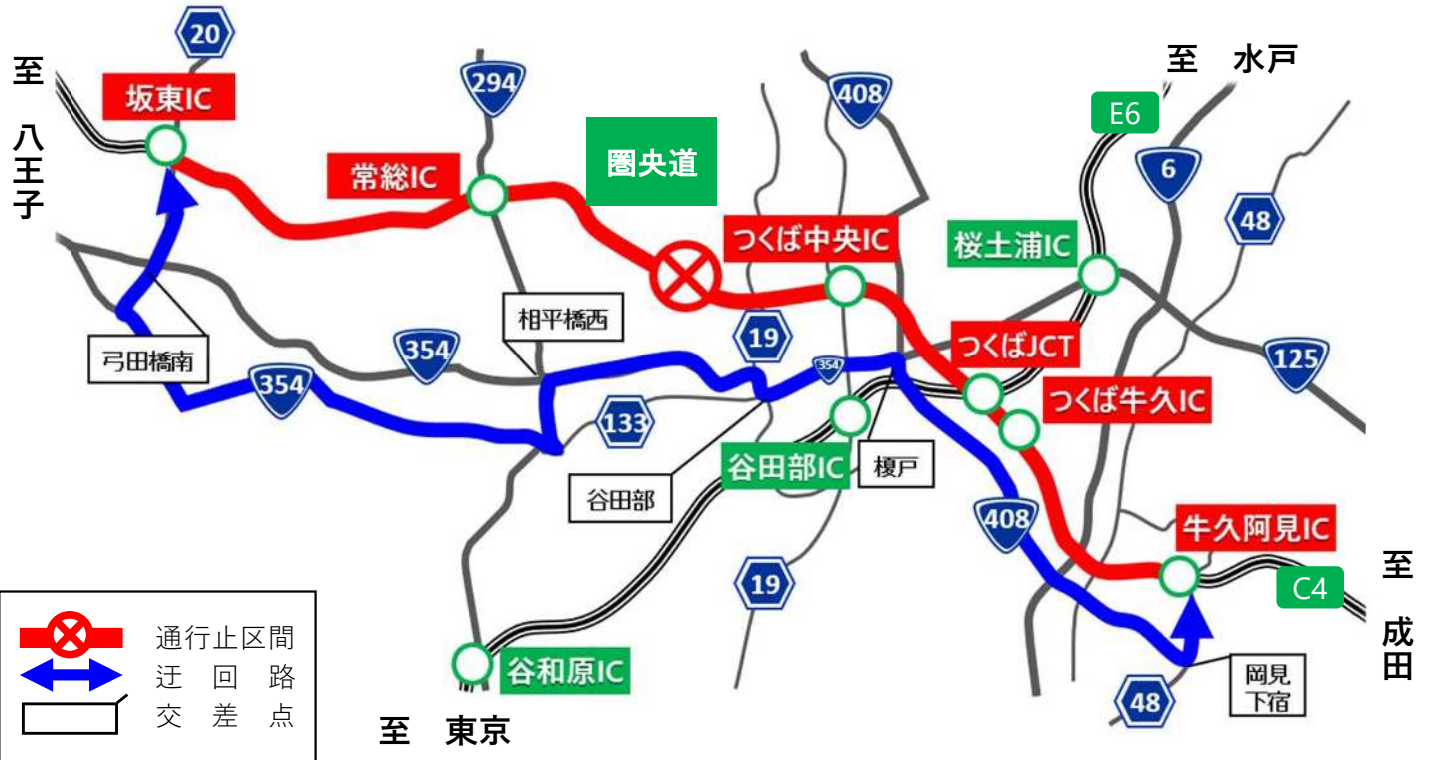 20
至 八王子
坂東IC
294
常総IC
圏央道
408
至 水戸
E6
6
48
つくば中央IC
桜土浦IC
相平橋西
弓田橋南
354
354
19
354
つくばJCT
125
つくば牛久IC
133
谷田部
谷田部IC
榎戸
408
牛久阿見IC
C4
至 成田
19
谷和原IC
岡見
下宿
48
至 東京
通行止区間
迂回路
交差点